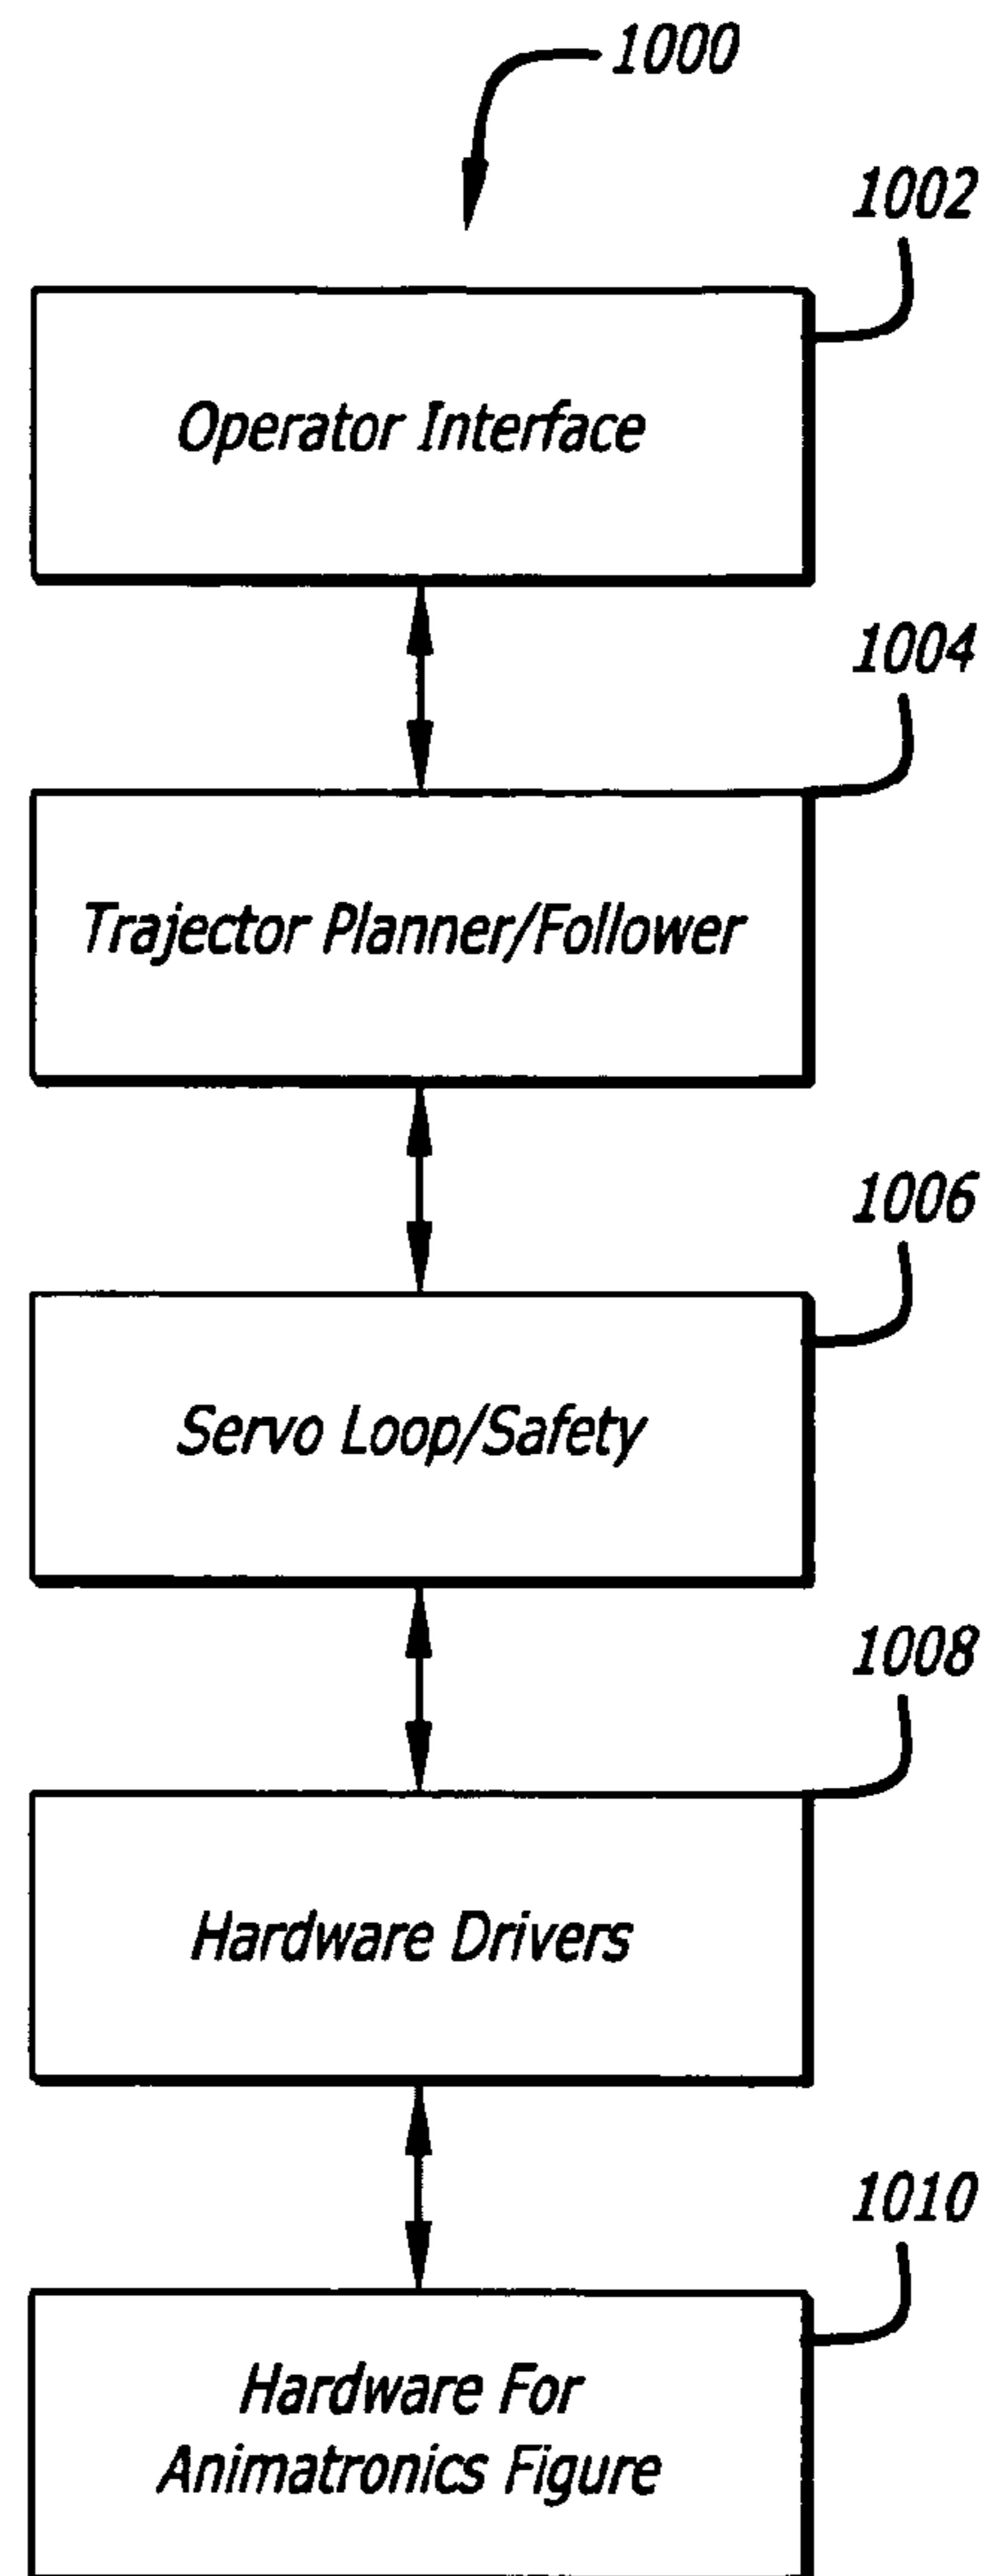 1000
1002
Operator Interface
1004
Trajector Planner/Follower
1006
Servo Loop/Safety
1008
Hardware Drivers
1010
Hardware For
Animatronics Figure